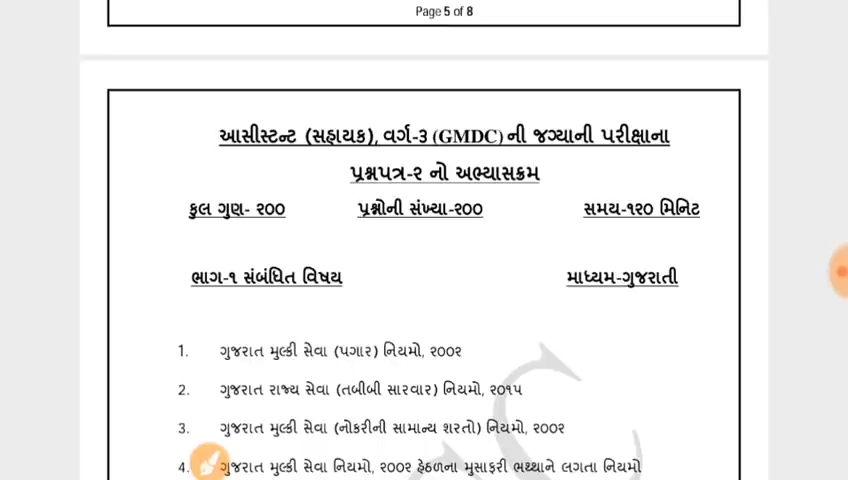 Page 5 of 8
આસીસ્ટન્ટ (સહાયક), વર્ગ-૩ (GMDC) ની જગ્યાની પરીક્ષાના
પ્રશ્નપત્ર-૨ નો અભ્યાસક્રમ
કુલ ગુણ- ૨૦૦ પ્રશ્નોની સંખ્યા-૨૦૦ સમય-૧૨૦ મિનિટ
ભાગ-૧ સંબંધિત વિષય માધ્યમ-ગુજરાતી
1. ગુજરાત મુલ્કી સેવા (પગાર) નિયમો, ૨૦૦૨
2. ગુજરાત રાજ્ય સેવા (તબીબી સારવાર) નિયમો, ૨૦૧૫
3. ગુજરાત મુલ્કી સેવા (નોકરીની સામાન્ય શરતો) નિયમો, ૨૦૦૨
4. ગુજરાત મુલ્કી સેવા નિયમો, ૨૦૦૨ હેઠળના મુસાફરી ભથ્થાને લગતા નિયમો